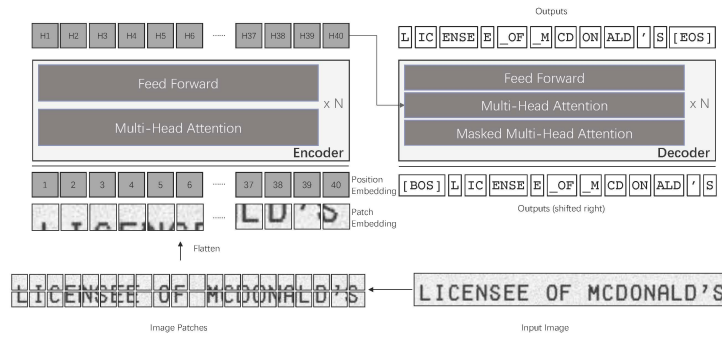 Outputs
L IC ENSE E _OF _M CD ON ALD ' S [EOS]
H1 H2 H3 H4 H5 H6 ...... H37 H38 H39 H40
Feed Forward
Multi-Head Attention
x N
Encoder
Feed Forward
Multi-Head Attention
Masked Multi-Head Attention
x N
Decoder
1 2 3 4 5 6 ...... 37 38 39 40
Position Embedding
[BOS] L IC ENSE E _OF _M CD ON ALD ' S
Outputs (shifted right)
LICENSE ...... LD'S
Patch Embedding
Flatten
LICENSEE OF MCDONALD'S
LICENSEE OF MCDONALD'S
Image Patches
Input Image